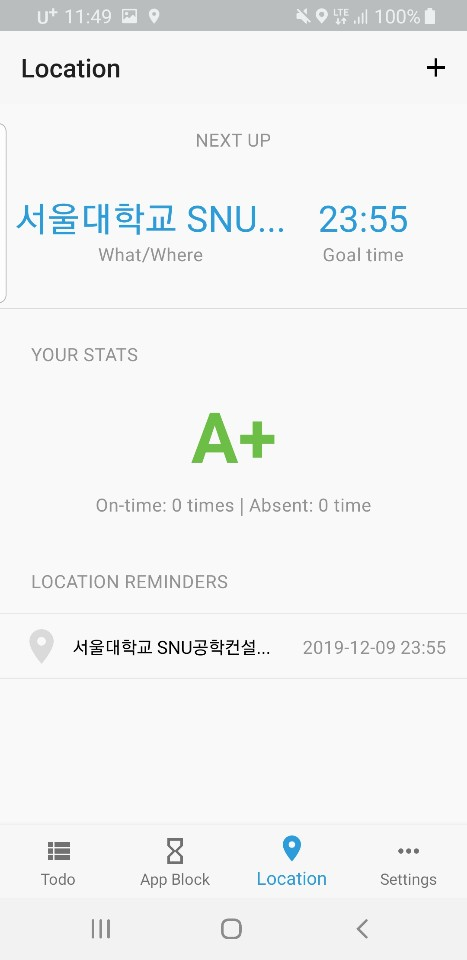 U+ 11:49 LTE 100%
Location +
NEXT UP
서울대학교 SNU... 23:55
What/Where Goal time
YOUR STATS
A+
On-time: 0 times | Absent: 0 time
LOCATION REMINDERS
서울대학교 SNU공학컨설... 2019-12-09 23:55
Todo App Block Location Settings